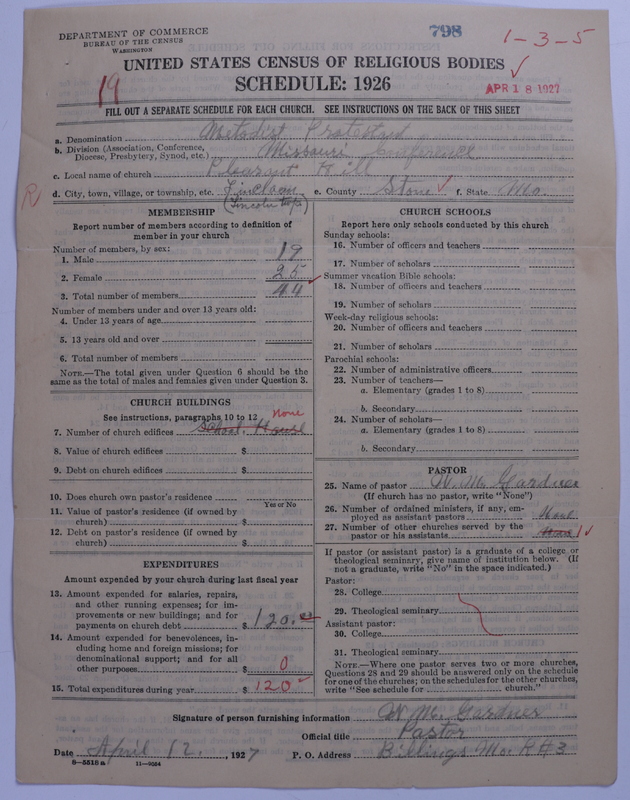 DEPARTMENT OF COMMERCE
BUREAU OF THE CENSUS
WASHINGTON
798
1-3-5
UNITED STATES CENSUS OF RELIGIOUS BODIES
SCHEDULE: 1926
19
APR 18 1927
FILL OUT A SEPARATE SCHEDULE FOR EACH CHURCH. SEE INSTRUCTIONS ON THE BACK OF THIS SHEET
a. Denomination Methodist Protestant
b. Division (Association, Conference, Diocese, Presbytery, Synod, etc.) Missouri Conference
c. Local name of church Pleasant Hill
R
d. City, town, village, or township, etc. Lincoln e. County Stone f. State Mo.
(Lincoln twp)
MEMBERSHIP
Report number of members according to definition of
member in your church
Number of members, by sex:
1. Male 19
2. Female 25
3. Total number of members 44
Number of members under and over 13 years old:
4. Under 13 years of age
5. 13 years old and over
6. Total number of members
NOTE.—The total given under Question 6 should be
same as the total of males and females given under Question 3.
CHURCH BUILDINGS
See instructions, paragraphs 10 to 12 none
7. Number of church edifices School House
8. Value of church edifices $
9. Debt on church edifices $
10. Does church own pastor's residence
Yes or No
11. Value of pastor's residence (if owned by
church) $
12. Debt on pastor's residence (if owned by
church) $
EXPENDITURES
Amount expended by your church during last fiscal year
13. Amount expended for salaries, repairs,
and other running expenses; for im-
provements or new buildings; and for
payments on church debt $ 120.00
14. Amount expended for benevolences, in-
cluding home and foreign missions; for
denominational support; and for all
other purposes $ 0
15. Total expenditures during year $ 120
CHURCH SCHOOLS
Report here only schools conducted by this church
Sunday schools:
16. Number of officers and teachers
17. Number of scholars
Summer vacation Bible schools:
18. Number of officers and teachers
19. Number of scholars
Week-day religious schools:
20. Number of officers and teachers
21. Number of scholars
Parochial schools:
22. Number of administrative officers
23. Number of teachers—
a. Elementary (grades 1 to 8)
b. Secondary
24. Number of scholars—
a. Elementary (grades 1 to 8)
b. Secondary
PASTOR
25. Name of pastor W. M. Gardner
(If church has no pastor, write "None")
26. Number of ordained ministers, if any, em-
ployed as assistant pastors None
27. Number of other churches served by the
pastor or his assistants 1
If pastor (or assistant pastor) is a graduate of a college or
theological seminary, give name of institution below. (If
not a graduate, write "No" in the space indicated.)
Pastor:
28. College
29. Theological seminary
Assistant pastor:
30. College
31. Theological seminary
NOTE.—Where one pastor serves two or more churches,
Questions 28 and 29 should be answered only on the schedule
for one of the churches; on the schedules for the other churches,
write "See schedule for church."
Signature of person furnishing information W M. Gardner
Official title Pastor
Date April 12, 1927 P. O. Address Billings Mo. R#3
8-5518a 11-9034